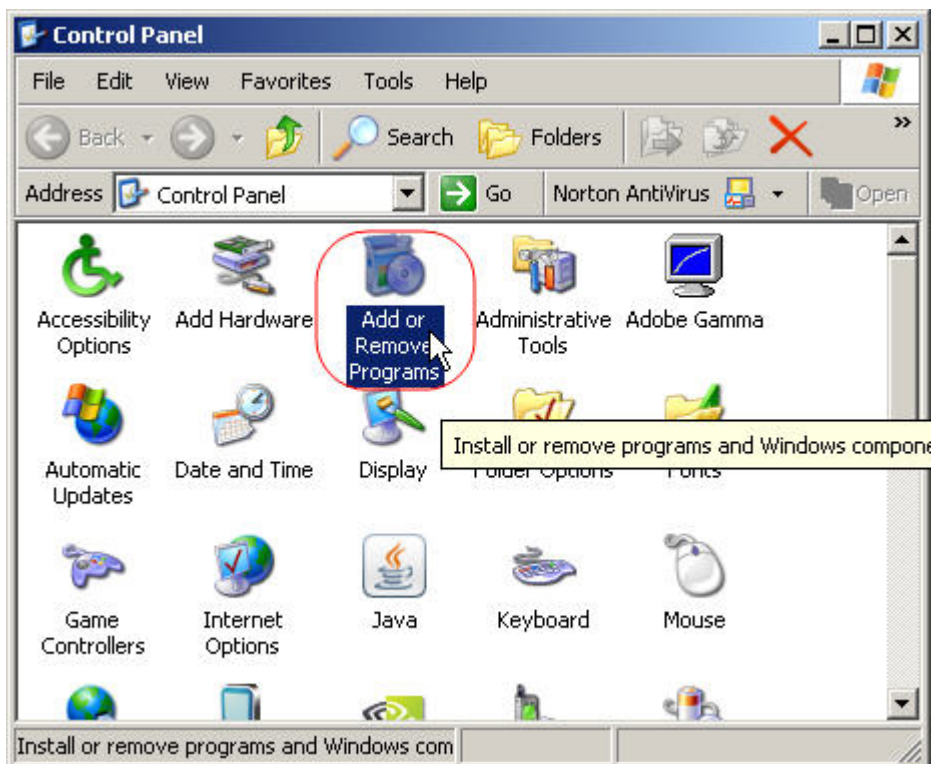 Control Panel
File Edit View Favorites Tools Help
Back Search Folders »
Address Control Panel Go Norton AntiVirus Open
Accessibility Options
Add Hardware
Add or Remove Programs
Administrative Tools
Adobe Gamma
Automatic Updates
Date and Time
Display
Folder Options
Fonts
Install or remove programs and Windows compone
Game Controllers
Internet Options
Java
Keyboard
Mouse
Install or remove programs and Windows com